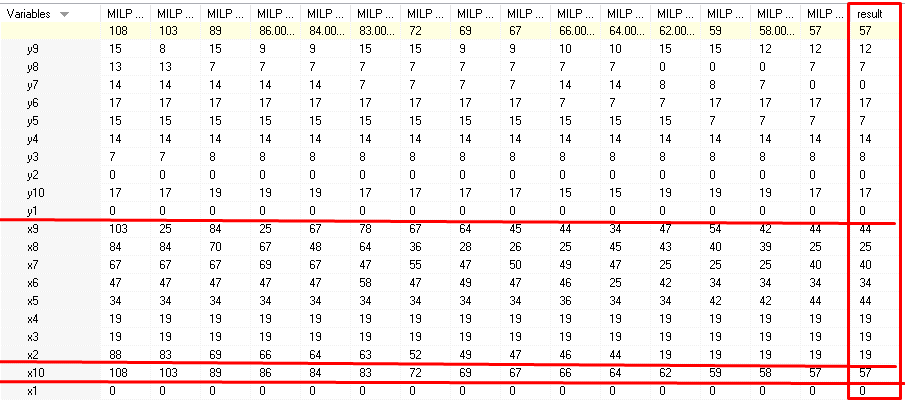 Variables MILP ... MILP ... MILP ... MILP ... MILP ... MILP ... MILP ... MILP ... MILP ... MILP ... MILP ... MILP ... MILP ... MILP ... MILP ... result
108 103 89 86.00... 84.00... 83.00... 72 69 67 66.00... 64.00... 62.00... 59 58.00... 57 57
y9 15 8 15 9 9 15 15 9 9 10 10 15 15 12 12 12
y8 13 13 7 7 7 7 7 7 7 7 7 0 0 0 7 7
y7 14 14 14 14 14 7 7 7 7 14 14 8 8 7 0 0
y6 17 17 17 17 17 17 17 17 17 7 7 7 17 17 17 17
y5 15 15 15 15 15 15 15 15 15 15 15 15 7 7 7 7
y4 14 14 14 14 14 14 14 14 14 14 14 14 14 14 14 14
y3 7 7 8 8 8 8 8 8 8 8 8 8 8 8 8 8
y2 0 0 0 0 0 0 0 0 0 0 0 0 0 0 0 0
y10 17 17 19 19 19 17 17 17 17 15 15 19 19 19 17 17
y1 0 0 0 0 0 0 0 0 0 0 0 0 0 0 0 0
x9 103 25 84 25 67 78 67 64 45 44 34 47 54 42 44 44
x8 84 84 70 67 48 64 36 28 26 25 45 43 40 39 25 25
x7 67 67 67 69 67 47 55 47 50 49 47 25 25 25 40 40
x6 47 47 47 47 47 58 47 49 47 46 25 42 34 34 34 34
x5 34 34 34 34 34 34 34 34 34 36 34 34 42 42 44 44
x4 19 19 19 19 19 19 19 19 19 19 19 19 19 19 19 19
x3 19 19 19 19 19 19 19 19 19 19 19 19 19 19 19 19
x2 88 83 69 66 64 63 52 49 47 46 44 19 19 19 19 19
x10 108 103 89 86 84 83 72 69 67 66 64 62 59 58 57 57
x1 0 0 0 0 0 0 0 0 0 0 0 0 0 0 0 0